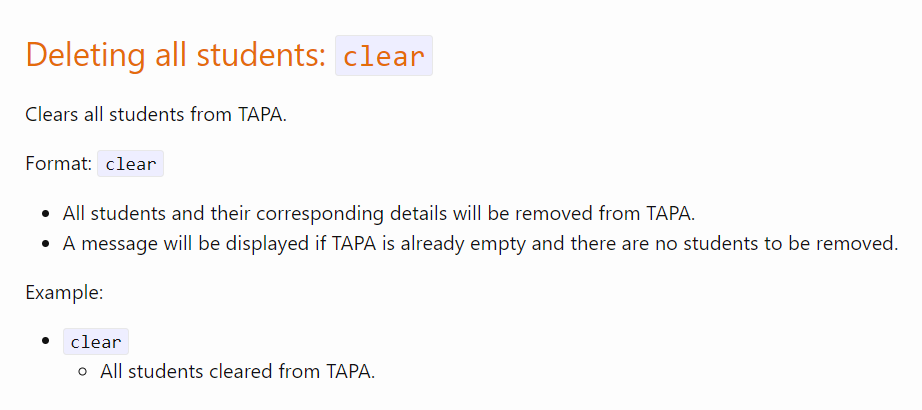 Deleting all students: clear
Clears all students from TAPA.
Format: clear
• All students and their corresponding details will be removed from TAPA.
• A message will be displayed if TAPA is already empty and there are no students to be removed.
Example:
• clear
◦ All students cleared from TAPA.